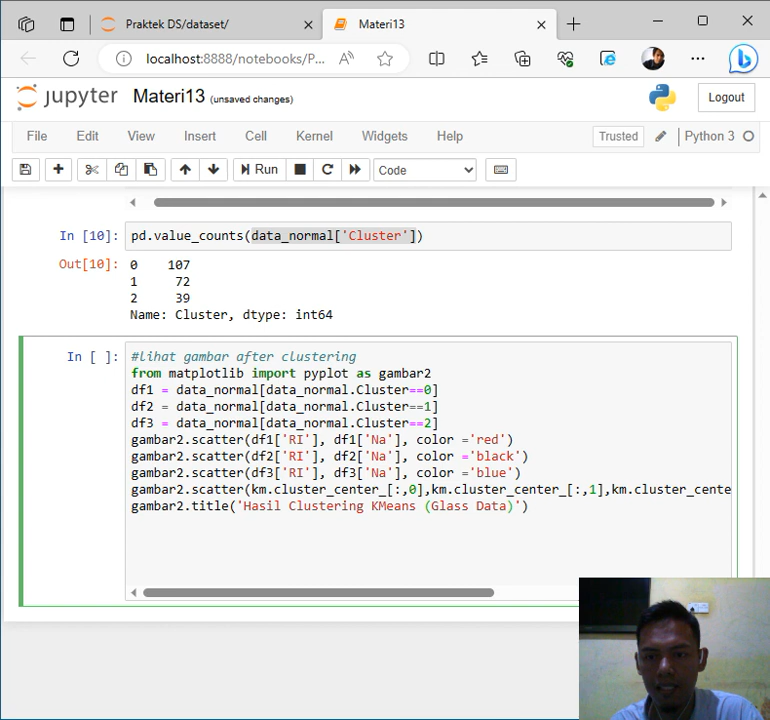 Praktek DS/dataset/
Materi13
localhost:8888/notebooks/P...
jupyter Materi13 (unsaved changes)
Logout
File Edit View Insert Cell Kernel Widgets Help
Trusted Python 3
Run Code
In [10]: pd.value_counts(data_normal['Cluster'])
Out[10]: 0 107
1 72
2 39
Name: Cluster, dtype: int64
In [ ]: #lihat gambar after clustering
from matplotlib import pyplot as gambar2
df1 = data_normal[data_normal.Cluster==0]
df2 = data_normal[data_normal.Cluster==1]
df3 = data_normal[data_normal.Cluster==2]
gambar2.scatter(df1['RI'], df1['Na'], color ='red')
gambar2.scatter(df2['RI'], df2['Na'], color ='black')
gambar2.scatter(df3['RI'], df3['Na'], color ='blue')
gambar2.scatter(km.cluster_center_[:,0],km.cluster_center_[:,1],km.cluster_cente
gambar2.title('Hasil Clustering KMeans (Glass Data)')